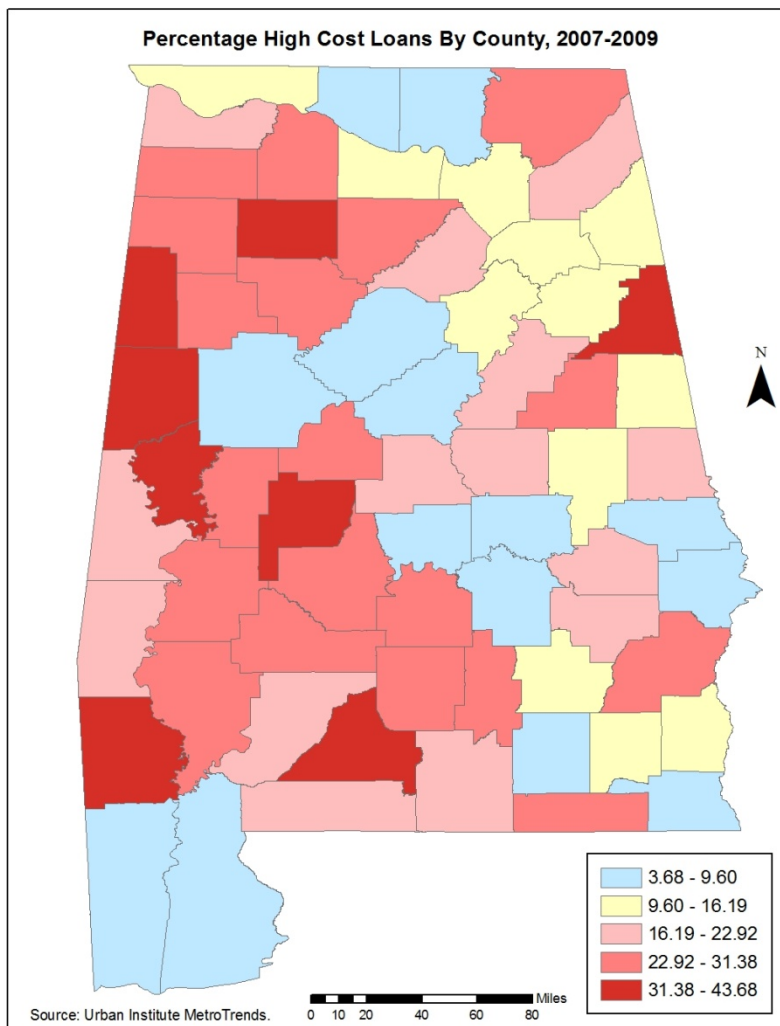 Percentage High Cost Loans By County, 2007-2009
N
3.68 - 9.60
9.60 - 16.19
16.19 - 22.92
22.92 - 31.38
31.38 - 43.68
Source: Urban Institute MetroTrends.
Miles
0 10 20 40 60 80